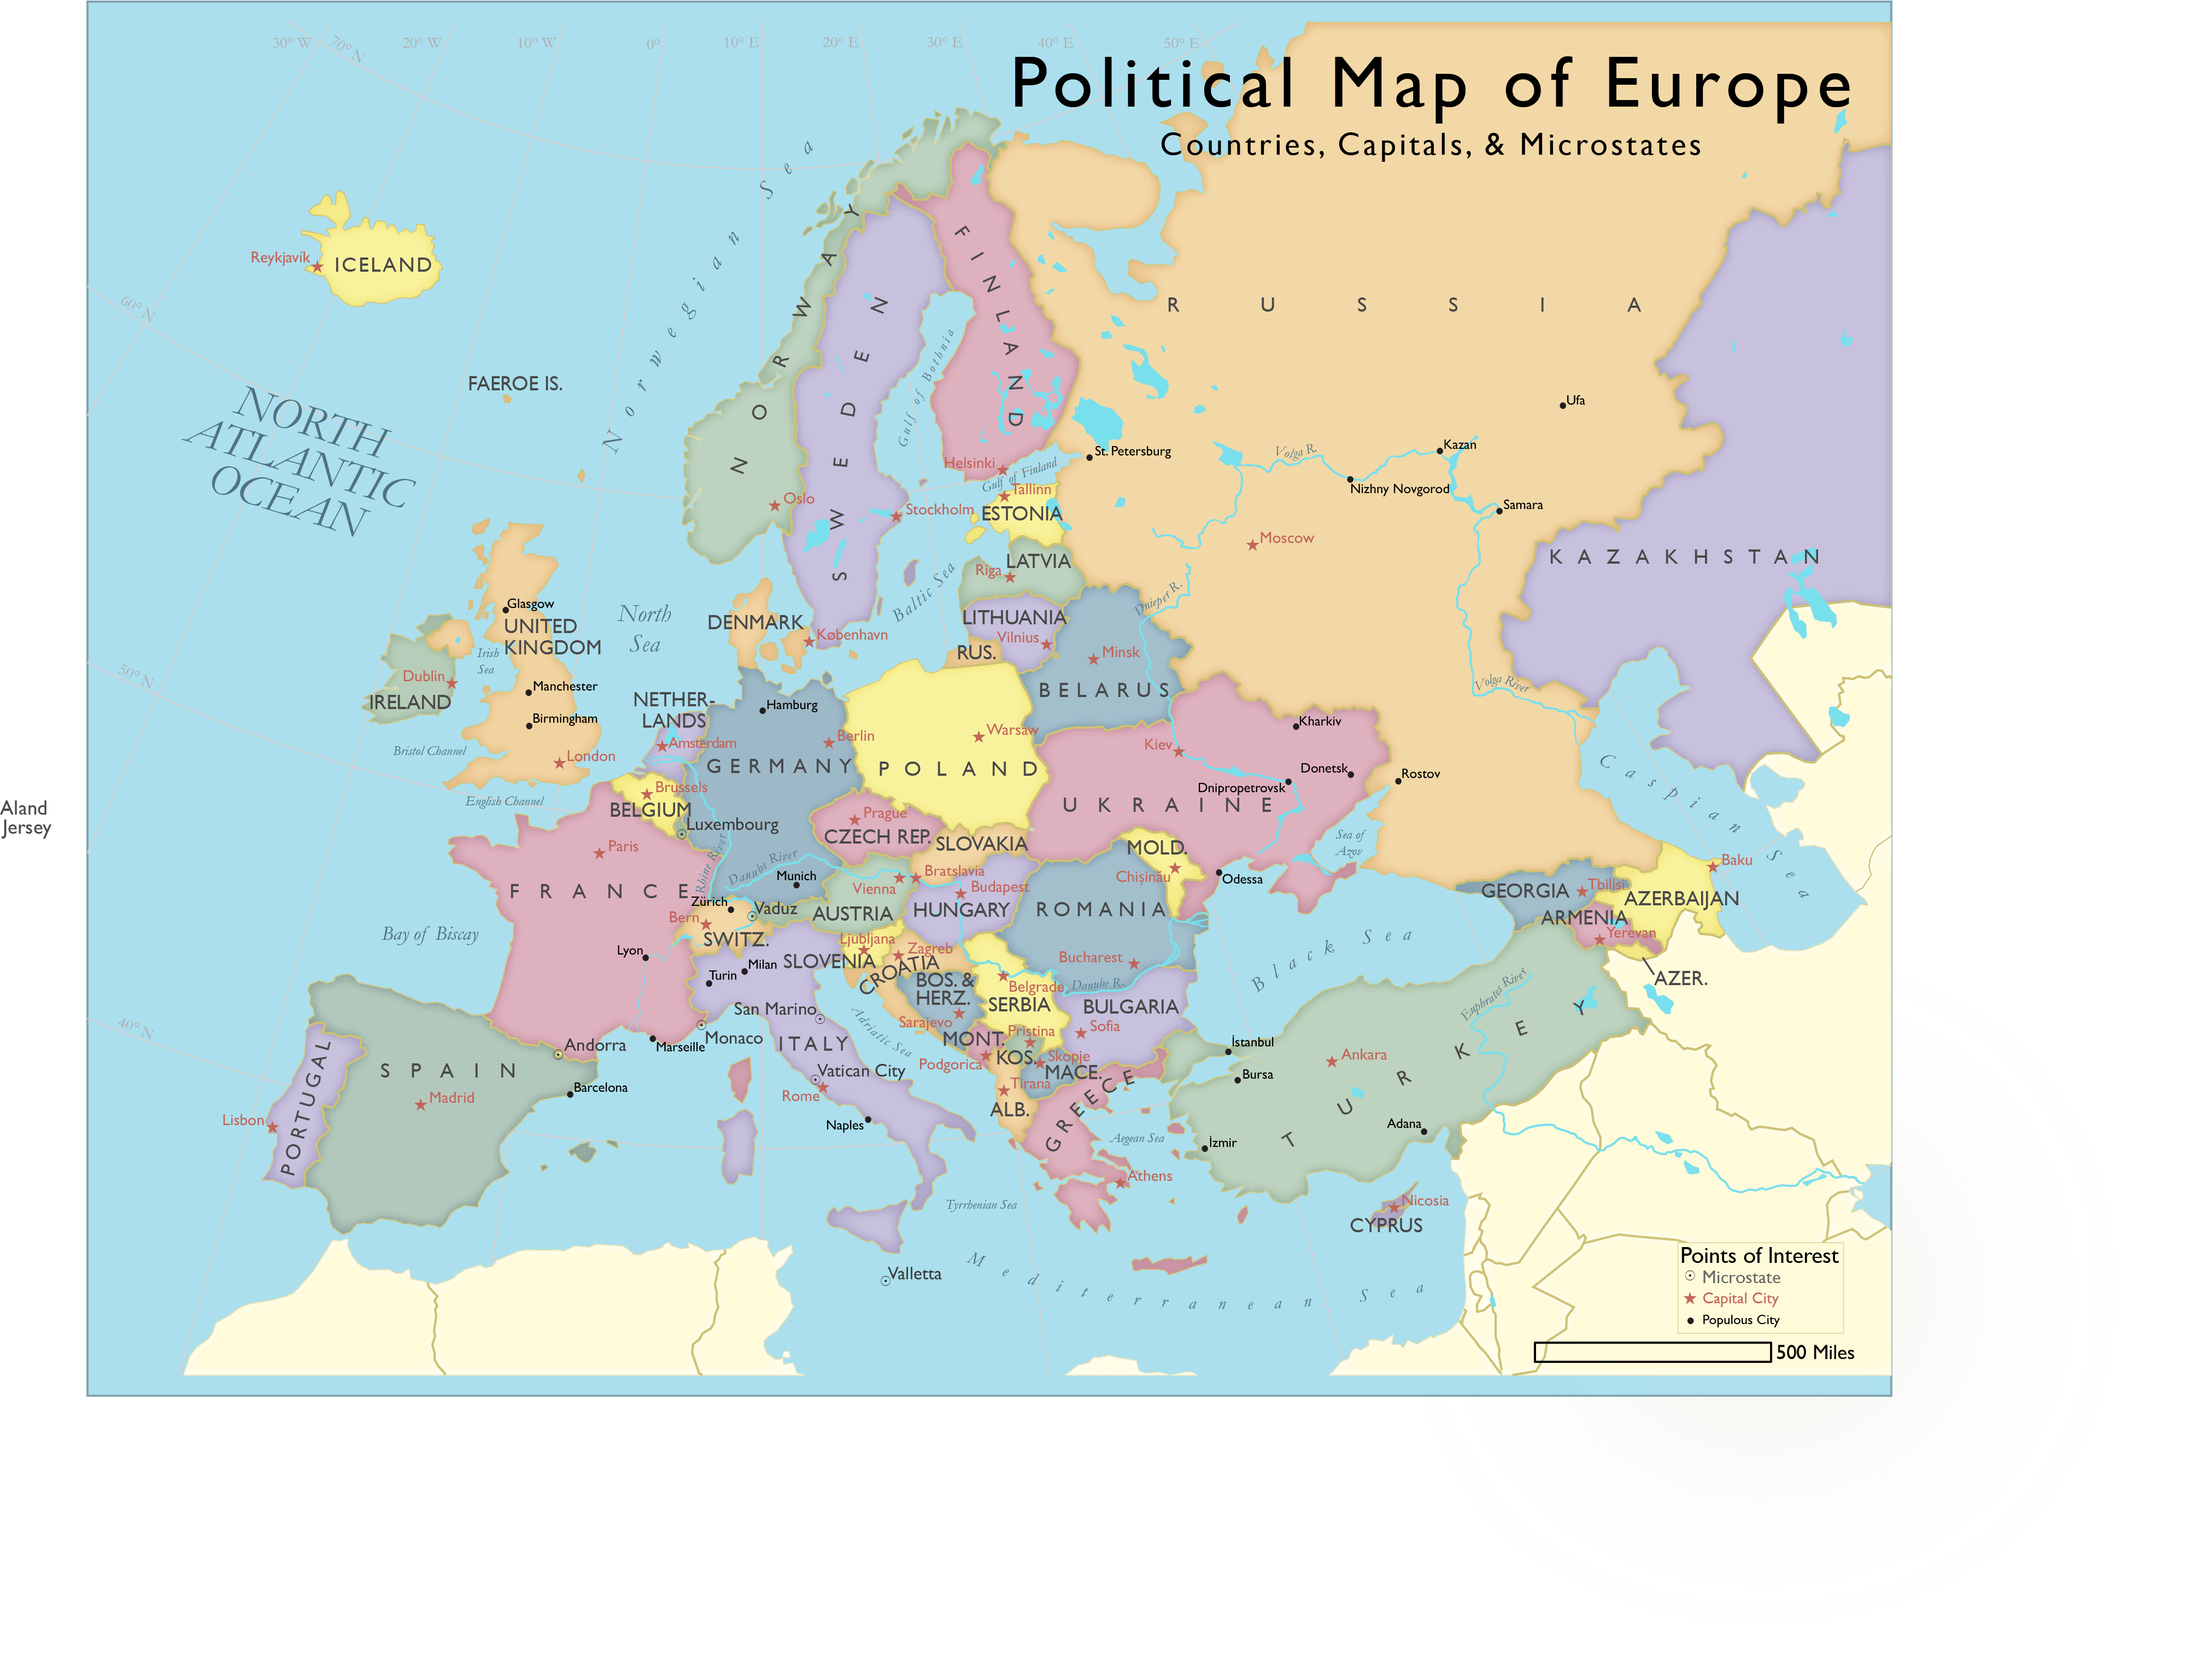 Political Map of Europe
Countries, Capitals, & Microstates
30° W
70° N
20° W
10° W
0°
10° E
20° E
30° E
40° E
50° E
60° N
50° N
40° N
Norwegian Sea
NORTH
ATLANTIC
OCEAN
Reykjavík
ICELAND
FAEROE IS.
NORWAY
Oslo
SWEDEN
Stockholm
FINLAND
Helsinki
Gulf of Bothnia
Gulf of Finland
Baltic Sea
RUSSIA
St. Petersburg
Volga R.
Kazan
Ufa
Nizhny Novgorod
Samara
Moscow
Tallinn
ESTONIA
LATVIA
Riga
LITHUANIA
Vilnius
RUS.
Dnieper R.
Minsk
BELARUS
KAZAKHSTAN
Volga River
Caspian Sea
Glasgow
UNITED
KINGDOM
Irish
Sea
Dublin
IRELAND
Manchester
Birmingham
London
Bristol Channel
English Channel
North
Sea
DENMARK
København
NETHER-
LANDS
Amsterdam
Hamburg
Berlin
GERMANY
Munich
Rhine River
Danube River
Warsaw
POLAND
Kiev
Kharkiv
Donetsk
Dnipropetrovsk
UKRAINE
Rostov
Sea of
Azov
Odessa
Aland
Jersey
Brussels
BELGIUM
Luxembourg
Paris
FRANCE
Lyon
Marseille
Bay of Biscay
Prague
CZECH REP.
SLOVAKIA
Bratslavia
Vienna
AUSTRIA
Budapest
HUNGARY
MOLD.
Chișinău
ROMANIA
Bucharest
Danube R.
Zürich
Vaduz
Bern
SWITZ.
Ljubljana
SLOVENIA
Zagreb
CROATIA
BOS. &
HERZ.
Sarajevo
Belgrade
SERBIA
BULGARIA
Sofia
MONT.
Podgorica
Pristina
KOS.
Skopje
MACE.
Tirana
ALB.
GREECE
Athens
Aegean Sea
Milan
Turin
San Marino
Monaco
ITALY
Adriatic Sea
Vatican City
Rome
Naples
Tyrrhenian Sea
Valletta
Mediterranean Sea
Andorra
SPAIN
Madrid
Barcelona
PORTUGAL
Lisbon
Black Sea
GEORGIA
Tbilisi
ARMENIA
Yerevan
AZERBAIJAN
Baku
AZER.
İstanbul
Bursa
Ankara
TURKEY
İzmir
Adana
Euphrates River
Nicosia
CYPRUS
Points of Interest
Microstate
Capital City
Populous City
500 Miles